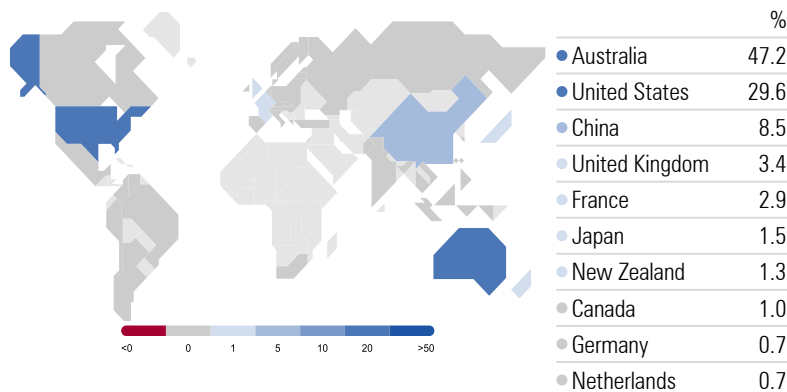 %
Australia 47.2
United States 29.6
China 8.5
United Kingdom 3.4
France 2.9
Japan 1.5
New Zealand 1.3
Canada 1.0
Germany 0.7
Netherlands 0.7
<0 0 1 5 10 20 >50